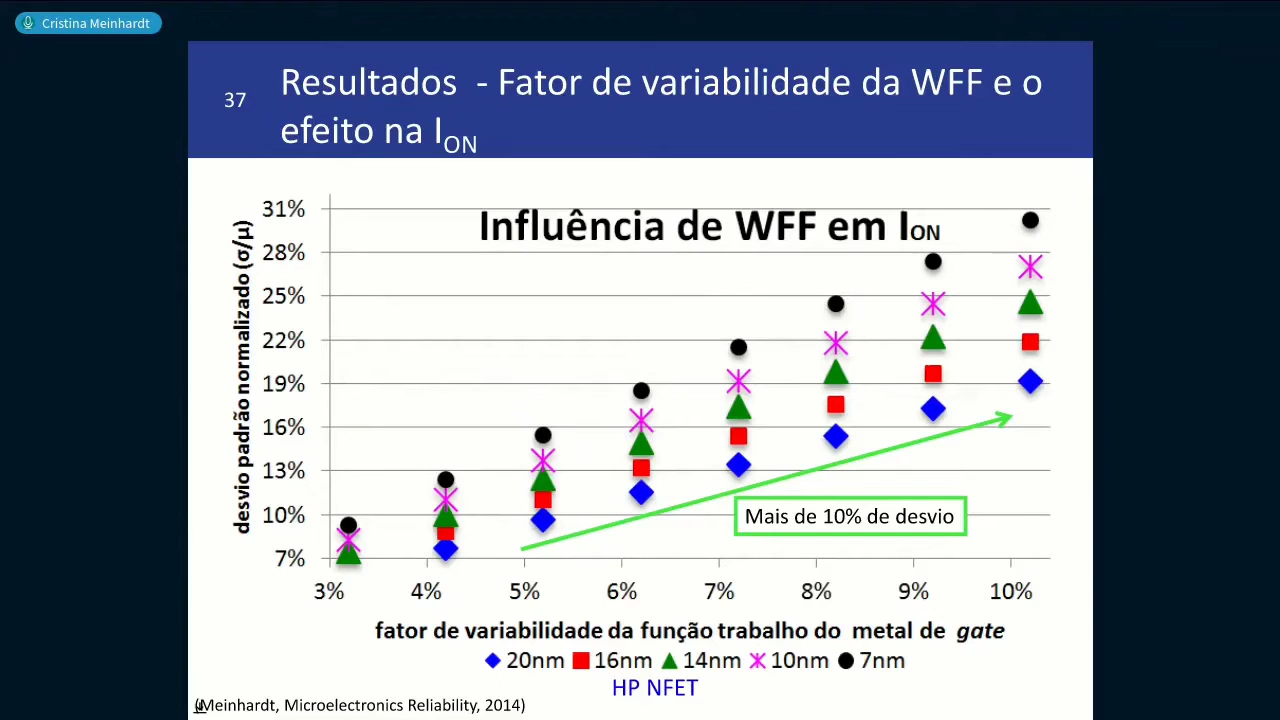 Cristina Meinhardt
37
Resultados - Fator de variabilidade da WFF e o
efeito na ION
Influência de WFF em ION
desvio padrão normalizado (σ/μ)
31%
28%
25%
22%
19%
16%
13%
10%
7%
Mais de 10% de desvio
3% 4% 5% 6% 7% 8% 9% 10%
fator de variabilidade da função trabalho do metal de gate
20nm 16nm 14nm 10nm 7nm
HP NFET
(Meinhardt, Microelectronics Reliability, 2014)